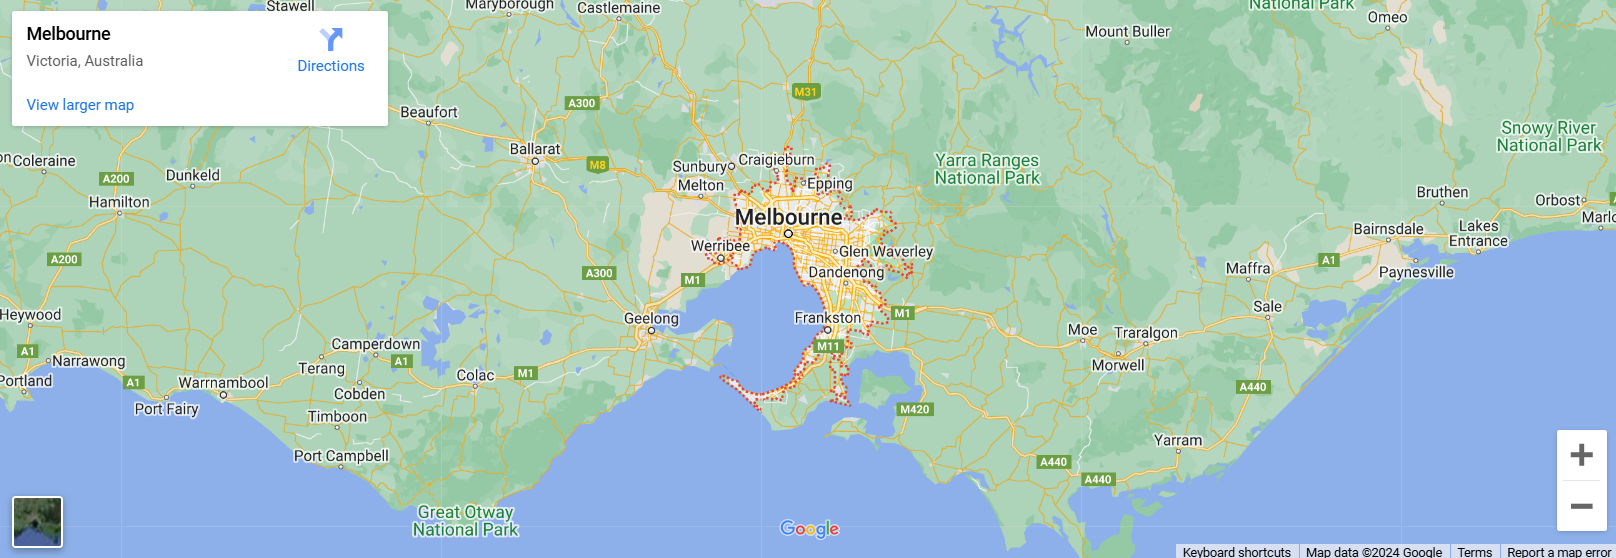 Stawell
Maryborough
Castlemaine
National Park
Omeo
Melbourne
Victoria, Australia
Directions
View larger map
Mount Buller
M31
A300
Beaufort
Snowy River
National Park
Ballarat
M8
Sunbury
Craigieburn
Yarra Ranges
National Park
Coleraine
A200
Dunkeld
Melton
Epping
Bruthen
Orbost
Hamilton
Melbourne
Lakes
Entrance
Bairnsdale
Werribee
Glen Waverley
A200
A300
M1
Dandenong
Maffra
A1
Paynesville
Heywood
Geelong
Frankston
M1
Sale
Moe
Traralgon
A1
Narrawong
Camperdown
A1
M11
Terang
Morwell
Portland
A1
Warrnambool
Colac
M1
A440
Cobden
Port Fairy
Timboon
M420
Yarram
Port Campbell
A440
A440
Great Otway
National Park
Google
Keyboard shortcuts
Map data ©2024 Google
Terms
Report a map error